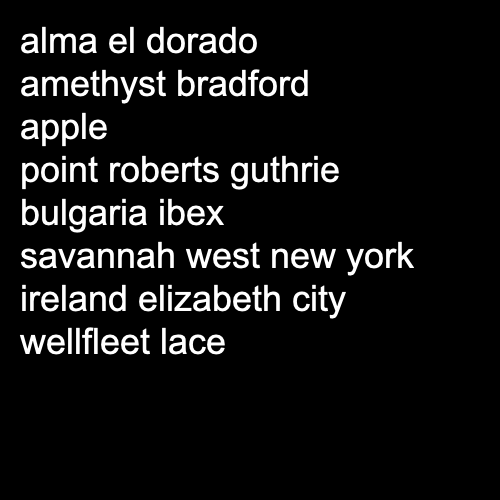 alma el dorado
amethyst bradford
apple
point roberts guthrie
bulgaria ibex
savannah west new york
ireland elizabeth city
wellfleet lace